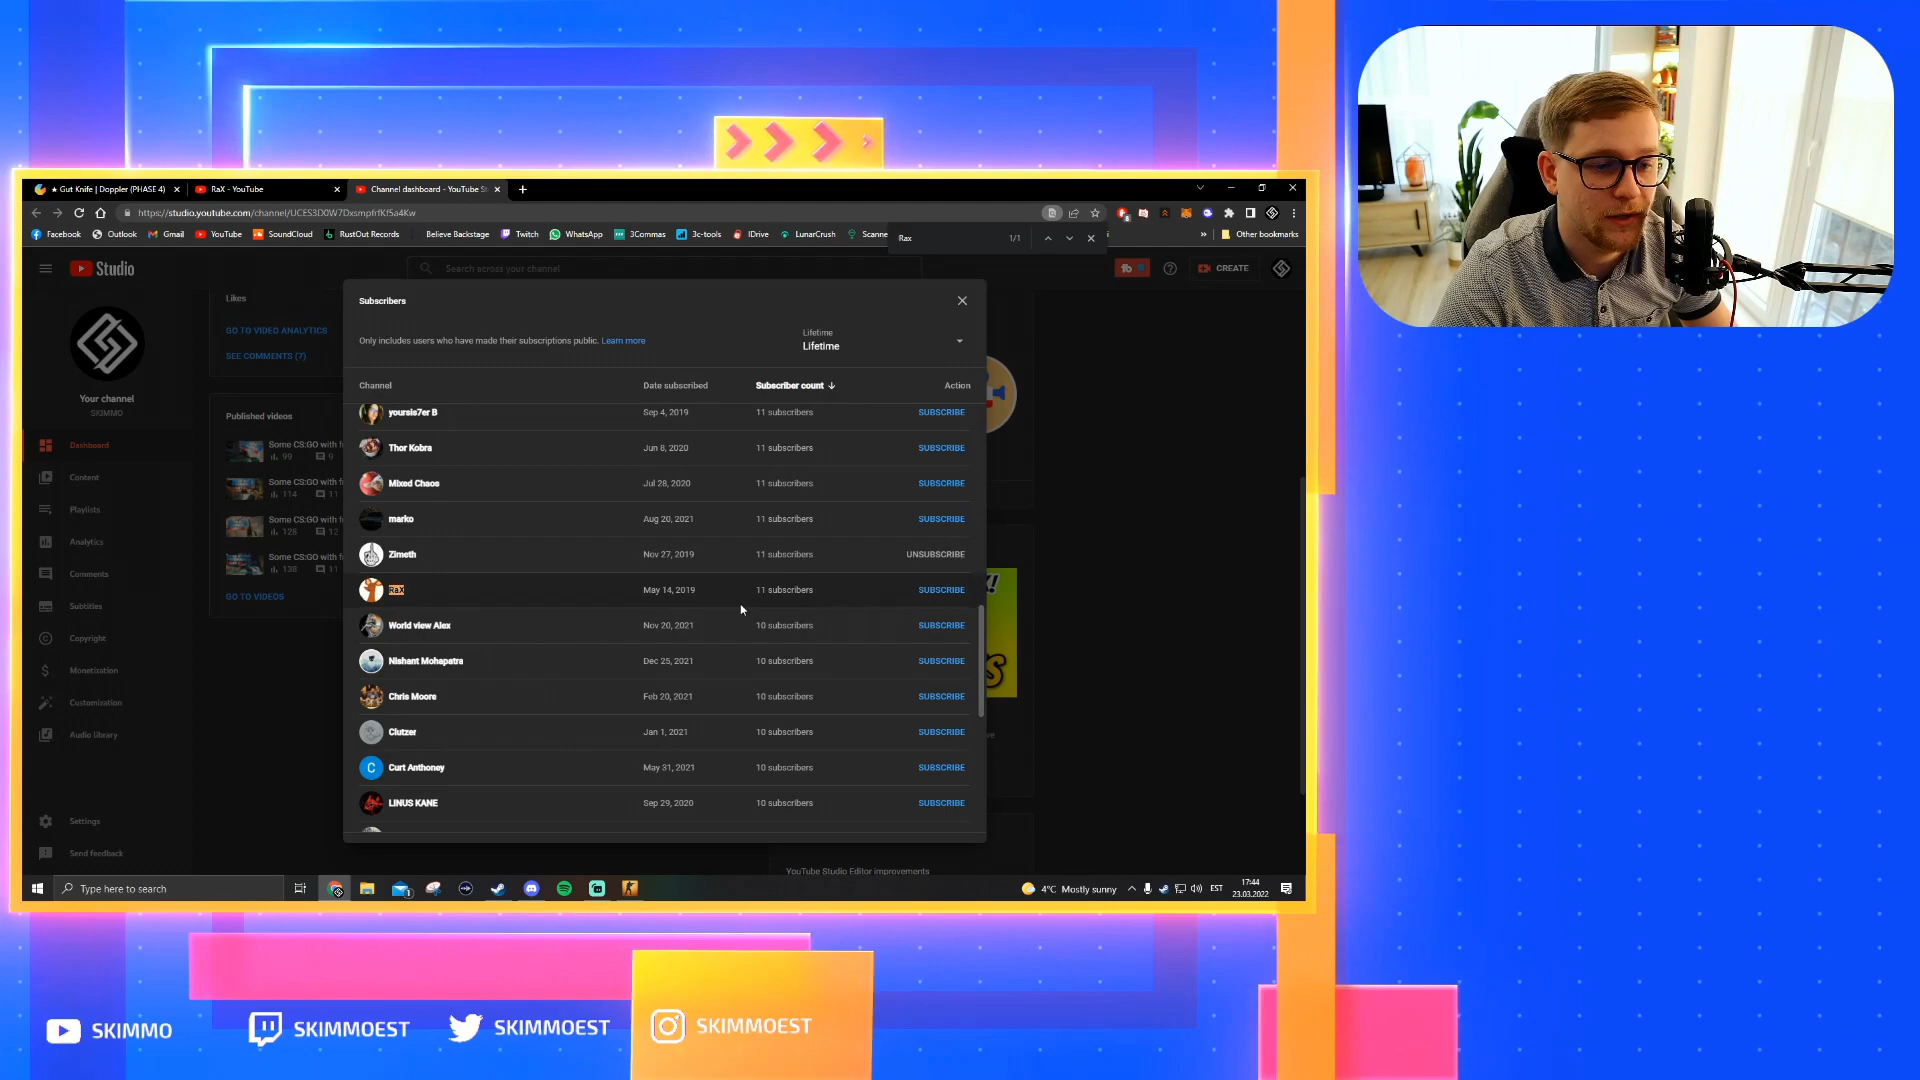 ★ Gut Knife | Doppler (PHASE 4)
RaX - YouTube
Channel dashboard - YouTube St
https://studio.youtube.com/channel/UCES3D0W7DxsmpfrfKf5a4Kw
Facebook
Outlook
Gmail
YouTube
SoundCloud
RustOut Records
Believe Backstage
Twitch
WhatsApp
3Commas
3c-tools
IDrive
LunarCrush
Scanne
Rax
1/1
Other bookmarks
Studio
Search across your channel
CREATE
Your channel
SKIMMO
Dashboard
Content
Playlists
Analytics
Comments
Subtitles
Copyright
Monetization
Customization
Audio library
Settings
Send feedback
Likes
GO TO VIDEO ANALYTICS
SEE COMMENTS (7)
Published videos
Some CS:GO with f
99 9
Some CS:GO with f
114 11
Some CS:GO with f
128 12
Some CS:GO with f
138 11
GO TO VIDEOS
Subscribers
Only includes users who have made their subscriptions public. Learn more
Lifetime
Lifetime
Channel Date subscribed Subscriber count Action
yoursis7er B Sep 4, 2019 11 subscribers SUBSCRIBE
Thor Kobra Jun 6, 2020 11 subscribers SUBSCRIBE
Mixed Chaos Jul 28, 2020 11 subscribers SUBSCRIBE
marko Aug 20, 2021 11 subscribers SUBSCRIBE
Zimeth Nov 27, 2019 11 subscribers UNSUBSCRIBE
RaX May 14, 2019 11 subscribers SUBSCRIBE
World view Alex Nov 20, 2021 10 subscribers SUBSCRIBE
Nishant Mohapatra Dec 25, 2021 10 subscribers SUBSCRIBE
Chris Moore Feb 20, 2021 10 subscribers SUBSCRIBE
Clutzer Jan 1, 2021 10 subscribers SUBSCRIBE
C Curt Anthoney May 31, 2021 10 subscribers SUBSCRIBE
LINUS KANE Sep 29, 2020 10 subscribers SUBSCRIBE
YouTube Studio Editor improvements
Type here to search
4°C Mostly sunny
EST
17:44
23.03.2022
SKIMMO
SKIMMOEST
SKIMMOEST
SKIMMOEST